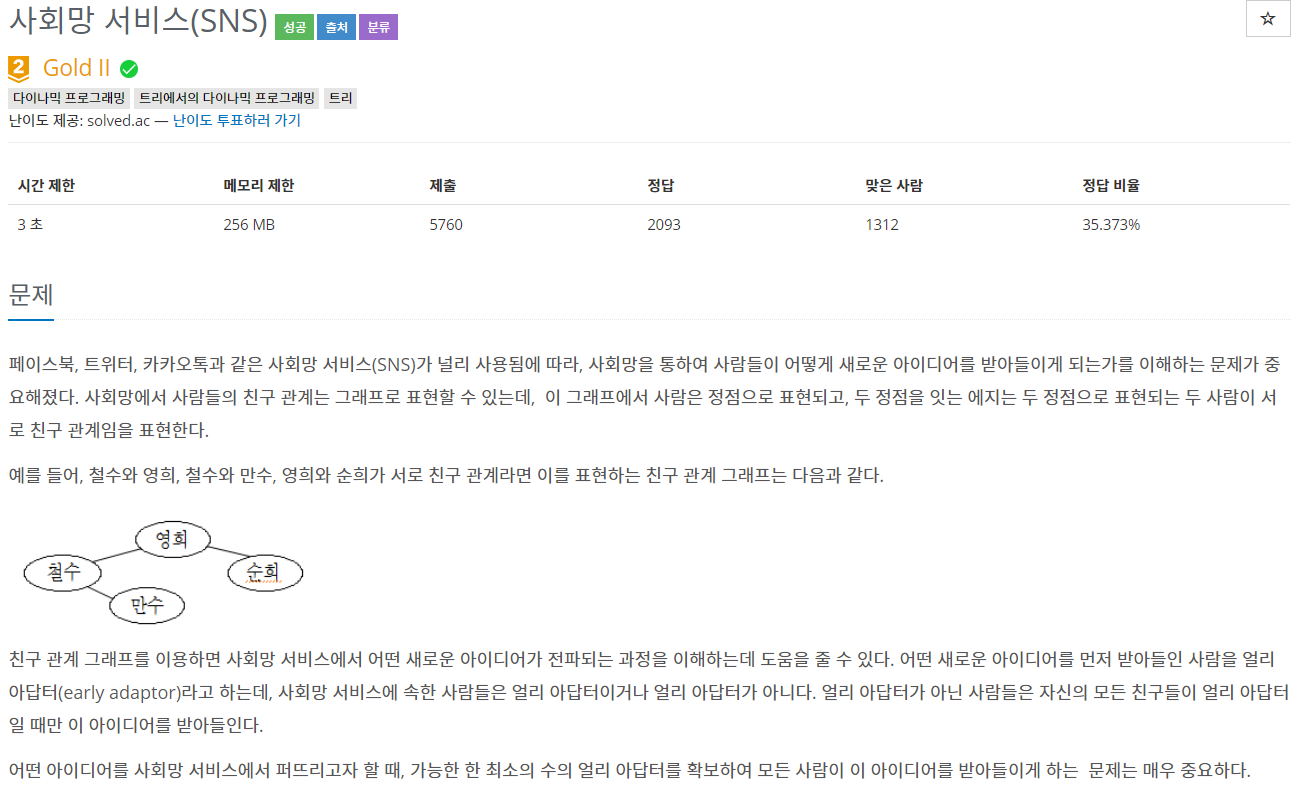 사회망 서비스(SNS) 성공 출처 분류
☆
2 Gold II
다이나믹 프로그래밍 트리에서의 다이나믹 프로그래밍 트리
난이도 제공: solved.ac — 난이도 투표하러 가기
시간 제한 메모리 제한 제출 정답 맞은 사람 정답 비율
3 초 256 MB 5760 2093 1312 35.373%
문제
페이스북, 트위터, 카카오톡과 같은 사회망 서비스(SNS)가 널리 사용됨에 따라, 사회망을 통하여 사람들이 어떻게 새로운 아이디어를 받아들이게 되는가를 이해하는 문제가 중
요해졌다. 사회망에서 사람들의 친구 관계는 그래프로 표현할 수 있는데, 이 그래프에서 사람은 정점으로 표현되고, 두 정점을 잇는 에지는 두 정점으로 표현되는 두 사람이 서
로 친구 관계임을 표현한다.
예를 들어, 철수와 영희, 철수와 만수, 영희와 순희가 서로 친구 관계라면 이를 표현하는 친구 관계 그래프는 다음과 같다.
영희
철수
순희
만수
친구 관계 그래프를 이용하면 사회망 서비스에서 어떤 새로운 아이디어가 전파되는 과정을 이해하는데 도움을 줄 수 있다. 어떤 새로운 아이디어를 먼저 받아들인 사람을 얼리
아답터(early adaptor)라고 하는데, 사회망 서비스에 속한 사람들은 얼리 아답터이거나 얼리 아답터가 아니다. 얼리 아답터가 아닌 사람들은 자신의 모든 친구들이 얼리 아답터
일 때만 이 아이디어를 받아들인다.
어떤 아이디어를 사회망 서비스에서 퍼뜨리고자 할 때, 가능한 한 최소의 수의 얼리 아답터를 확보하여 모든 사람이 이 아이디어를 받아들이게 하는 문제는 매우 중요하다.